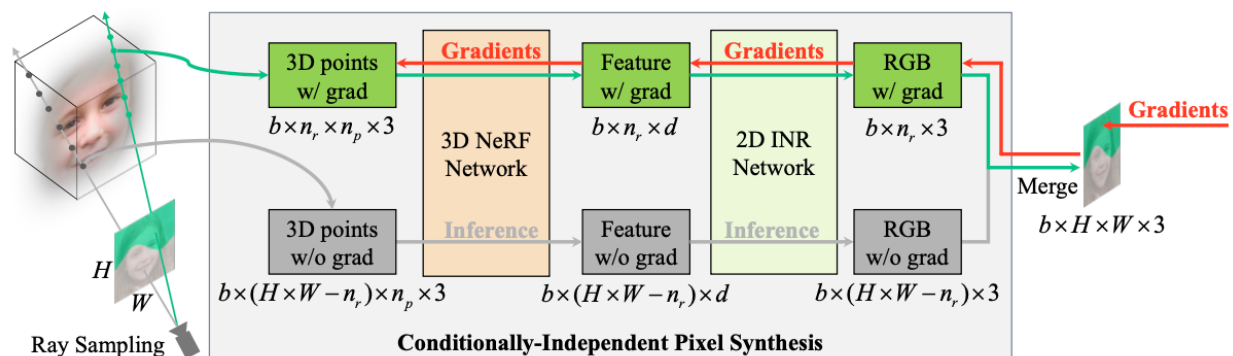 Gradients
Gradients
3D points
w/ grad
Feature
w/ grad
RGB
w/ grad
Gradients
b×n_r×n_p×3
b×n_r×d
b×n_r×3
3D NeRF
Network
2D INR
Network
Merge
b×H×W×3
3D points
w/o grad
Inference
Feature
w/o grad
Inference
RGB
w/o grad
H
W
b×(H×W−n_r)×n_p×3
b×(H×W−n_r)×d
b×(H×W−n_r)×3
Ray Sampling
Conditionally-Independent Pixel Synthesis